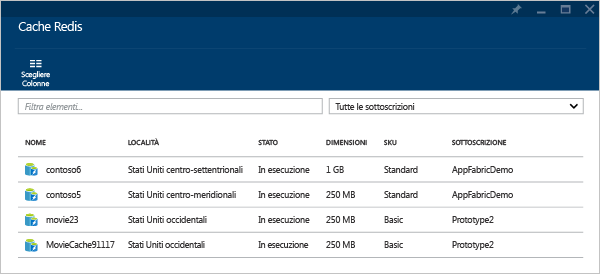 Cache Redis
Scegliere
Colonne
Filtra elementi...
Tutte le sottoscrizioni
NOME LOCALITÀ STATO DIMENSIONI SKU SOTTOSCRIZIONE
contoso6 Stati Uniti centro-settentrionali In esecuzione 1 GB Standard AppFabricDemo
contoso5 Stati Uniti centro-meridionali In esecuzione 250 MB Standard AppFabricDemo
movie23 Stati Uniti occidentali In esecuzione 250 MB Basic Prototype2
MovieCache91117 Stati Uniti occidentali In esecuzione 250 MB Basic Prototype2